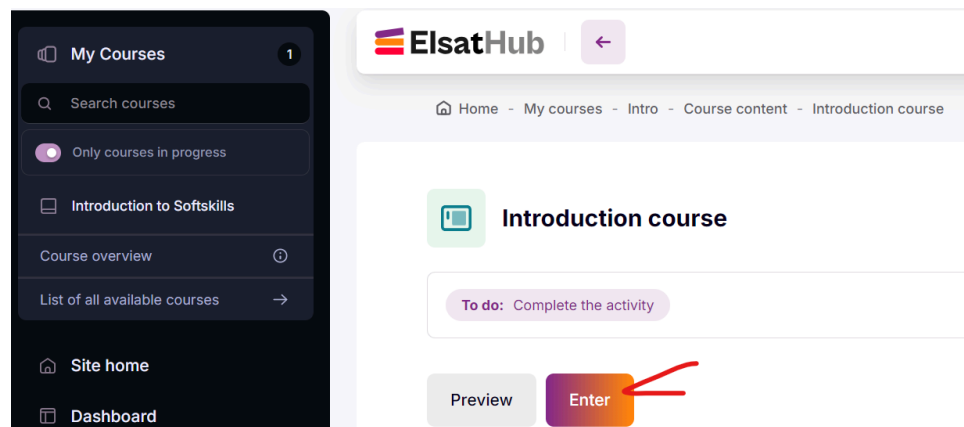 My Courses 1
Search courses
Only courses in progress
Introduction to Softskills
Course overview
List of all available courses
Site home
Dashboard
ElsatHub
Home - My courses - Intro - Course content - Introduction course
Introduction course
To do: Complete the activity
Preview Enter